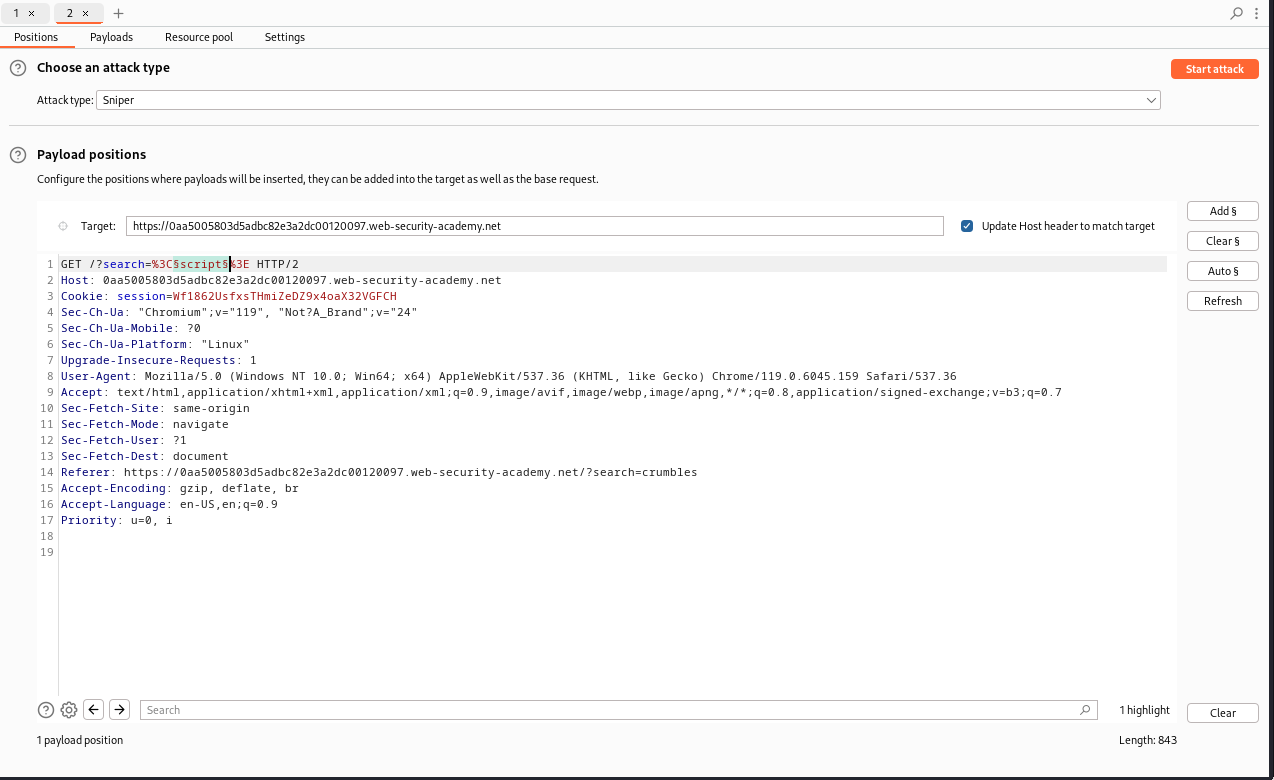 1 ×
2 ×
+
Positions Payloads Resource pool Settings
? Choose an attack type
Start attack
Attack type: Sniper
? Payload positions
Configure the positions where payloads will be inserted, they can be added into the target as well as the base request.
Add §
Target: https://0aa5005803d5adbc82e3a2dc00120097.web-security-academy.net
Update Host header to match target
Clear §
Auto §
Refresh
1 GET /?search=%3C§script§%3E HTTP/2
2 Host: 0aa5005803d5adbc82e3a2dc00120097.web-security-academy.net
3 Cookie: session=Wf1862UsfxsTHmiZeDZ9x4oaX32VGFCH
4 Sec-Ch-Ua: "Chromium";v="119", "Not?A_Brand";v="24"
5 Sec-Ch-Ua-Mobile: ?0
6 Sec-Ch-Ua-Platform: "Linux"
7 Upgrade-Insecure-Requests: 1
8 User-Agent: Mozilla/5.0 (Windows NT 10.0; Win64; x64) AppleWebKit/537.36 (KHTML, like Gecko) Chrome/119.0.6045.159 Safari/537.36
9 Accept: text/html,application/xhtml+xml,application/xml;q=0.9,image/avif,image/webp,image/apng,*/*;q=0.8,application/signed-exchange;v=b3;q=0.7
10 Sec-Fetch-Site: same-origin
11 Sec-Fetch-Mode: navigate
12 Sec-Fetch-User: ?1
13 Sec-Fetch-Dest: document
14 Referer: https://0aa5005803d5adbc82e3a2dc00120097.web-security-academy.net/?search=crumbles
15 Accept-Encoding: gzip, deflate, br
16 Accept-Language: en-US,en;q=0.9
17 Priority: u=0, i
18
19
? Search
1 highlight
Clear
1 payload position
Length: 843